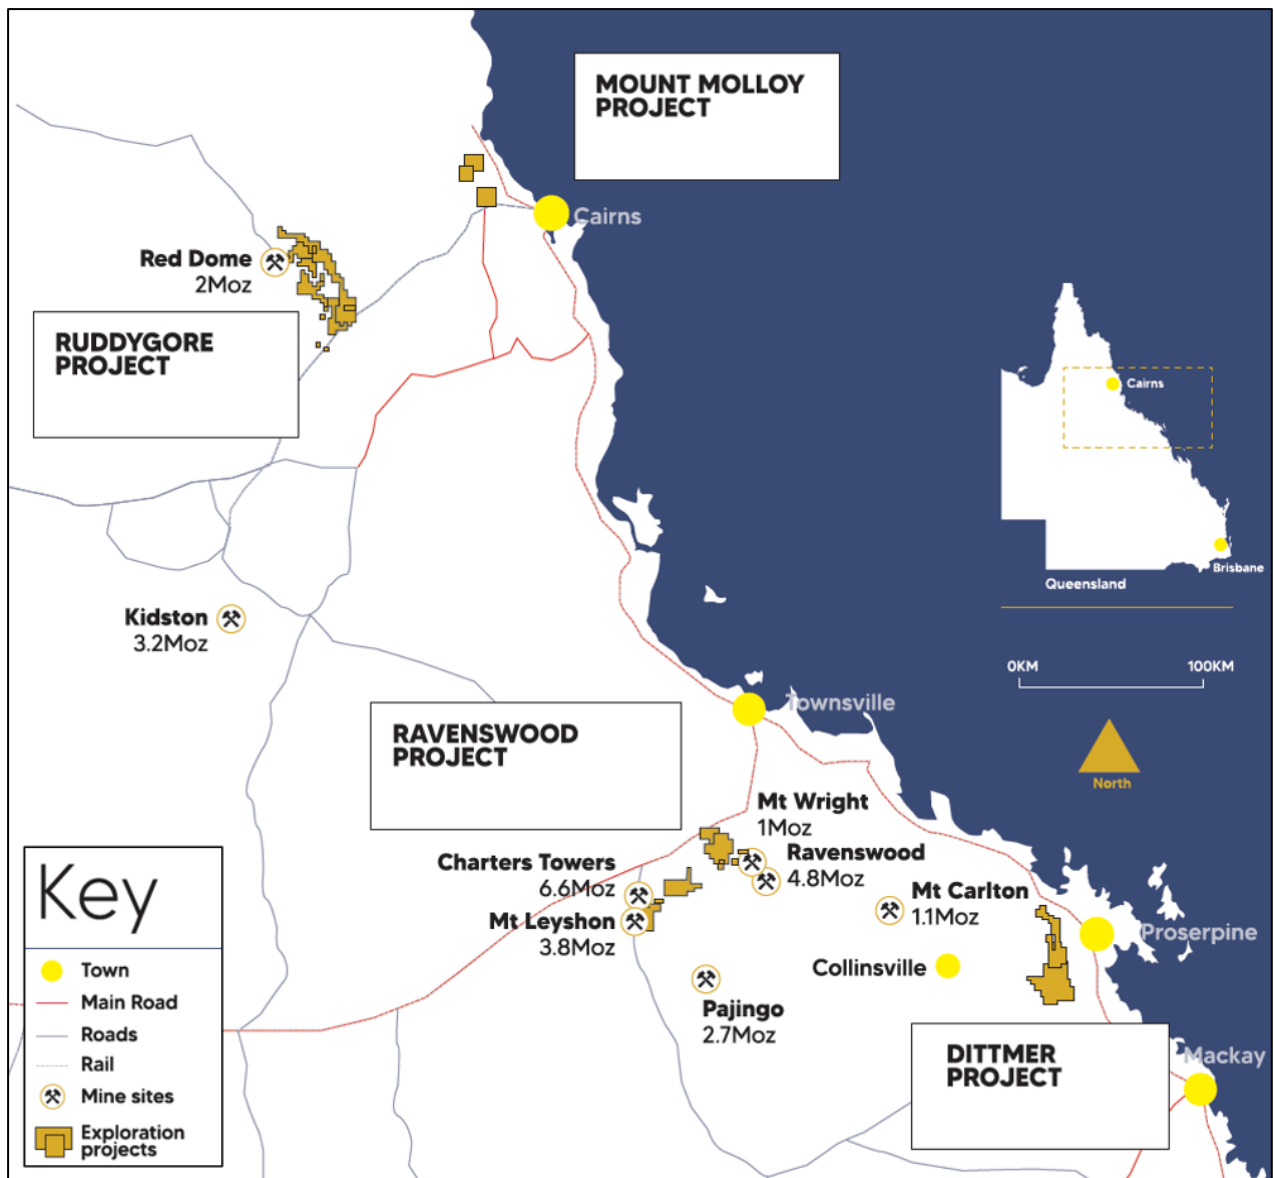 MOUNT MOLLOY
PROJECT
Cairns
Red Dome
2Moz
RUDDYGORE
PROJECT
Cairns
Brisbane
Queensland
Kidston
3.2Moz
0KM 100KM
North
Townsville
RAVENSWOOD
PROJECT
Mt Wright
1Moz
Ravenswood
4.8Moz
Charters Towers
6.6Moz
Mt Leyshon
3.8Moz
Mt Carlton
1.1Moz
Proserpine
Collinsville
Pajingo
2.7Moz
DITTMER
PROJECT
Mackay
Key
Town
Main Road
Roads
Rail
Mine sites
Exploration
projects